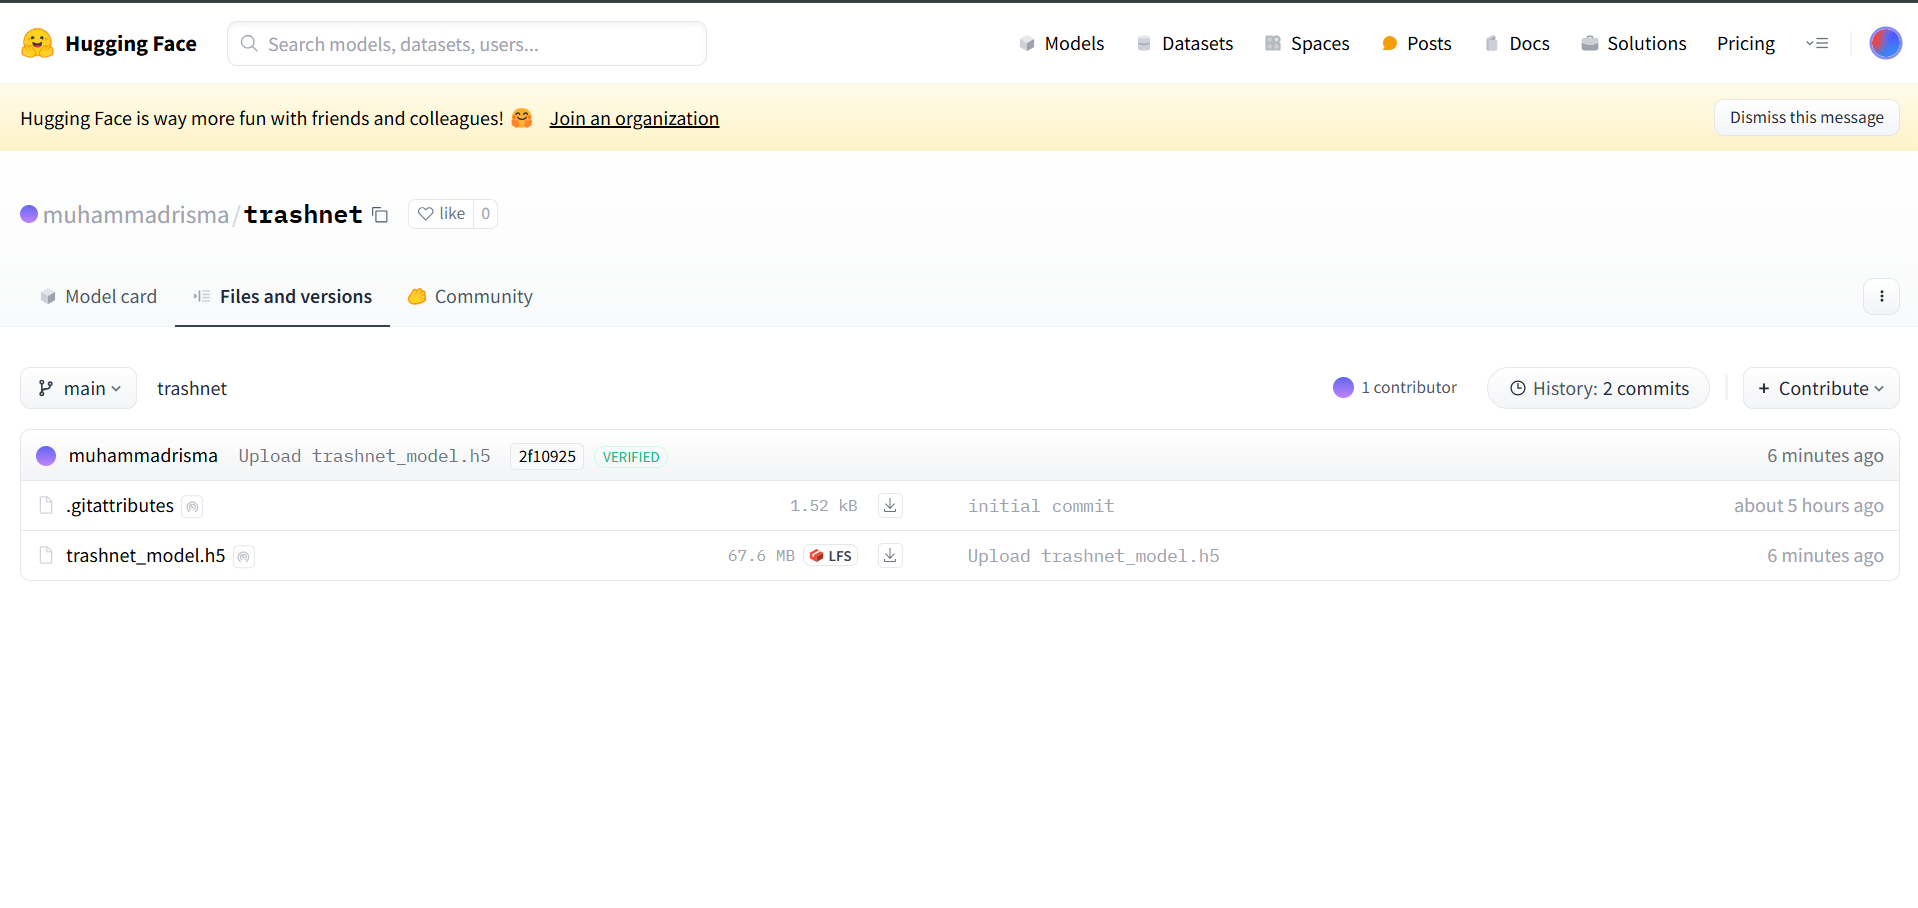 Hugging Face
Search models, datasets, users...
Models Datasets Spaces Posts Docs Solutions Pricing
Hugging Face is way more fun with friends and colleagues! 🤗 Join an organization
Dismiss this message
muhammadrisma/trashnet
like 0
Model card Files and versions Community
main trashnet
1 contributor
History: 2 commits
+ Contribute
muhammadrisma Upload trashnet_model.h5 2f10925 VERIFIED 6 minutes ago
.gitattributes 1.52 kB initial commit about 5 hours ago
trashnet_model.h5 67.6 MB LFS Upload trashnet_model.h5 6 minutes ago